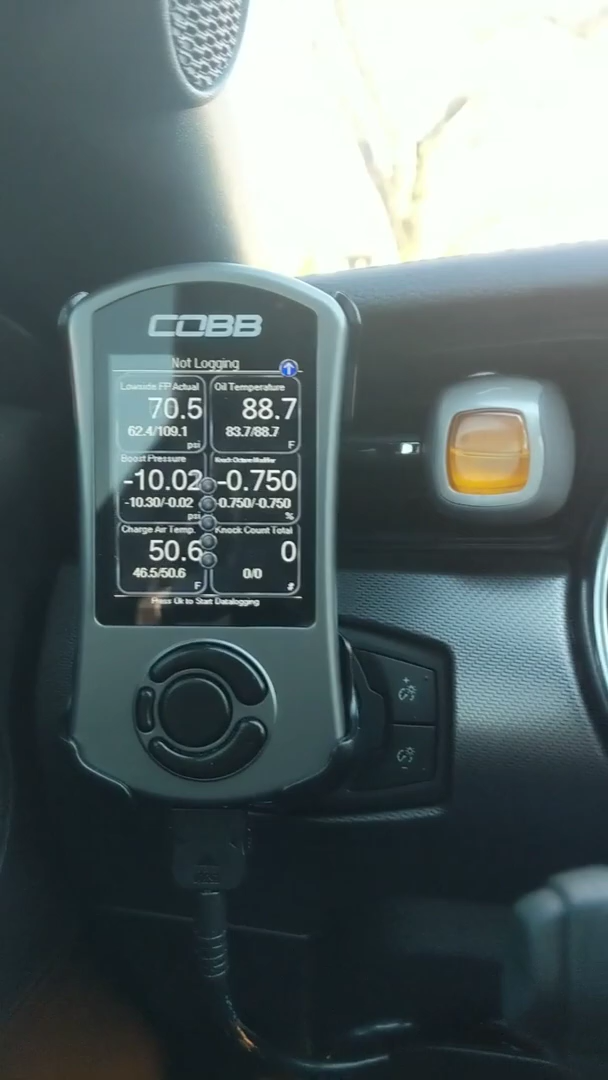 COBB
Not Logging
Lowside FP Actual
70.5
62.4/109.1
psi
Oil Temperature
88.7
83.7/88.7
F
Boost Pressure
-10.02
-10.30/-0.02
psi
Knock Octane Modifier
-0.750
-0.750/-0.750
%
Charge Air Temp.
50.6
46.5/50.6
F
Knock Count Total
0
0/0
#
Press Ok to Start Datalogging
+
-